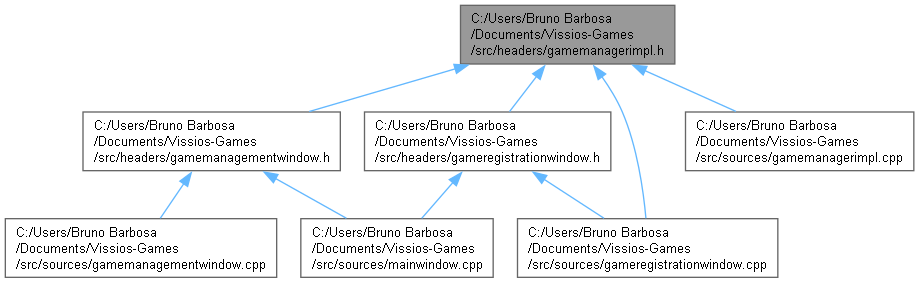 C:/Users/Bruno Barbosa
/Documents/Vissios-Games
/src/headers/gamemanagerimpl.h
C:/Users/Bruno Barbosa
/Documents/Vissios-Games
/src/headers/gamemanagementwindow.h
C:/Users/Bruno Barbosa
/Documents/Vissios-Games
/src/headers/gameregistrationwindow.h
C:/Users/Bruno Barbosa
/Documents/Vissios-Games
/src/sources/gamemanagerimpl.cpp
C:/Users/Bruno Barbosa
/Documents/Vissios-Games
/src/sources/gamemanagementwindow.cpp
C:/Users/Bruno Barbosa
/Documents/Vissios-Games
/src/sources/mainwindow.cpp
C:/Users/Bruno Barbosa
/Documents/Vissios-Games
/src/sources/gameregistrationwindow.cpp